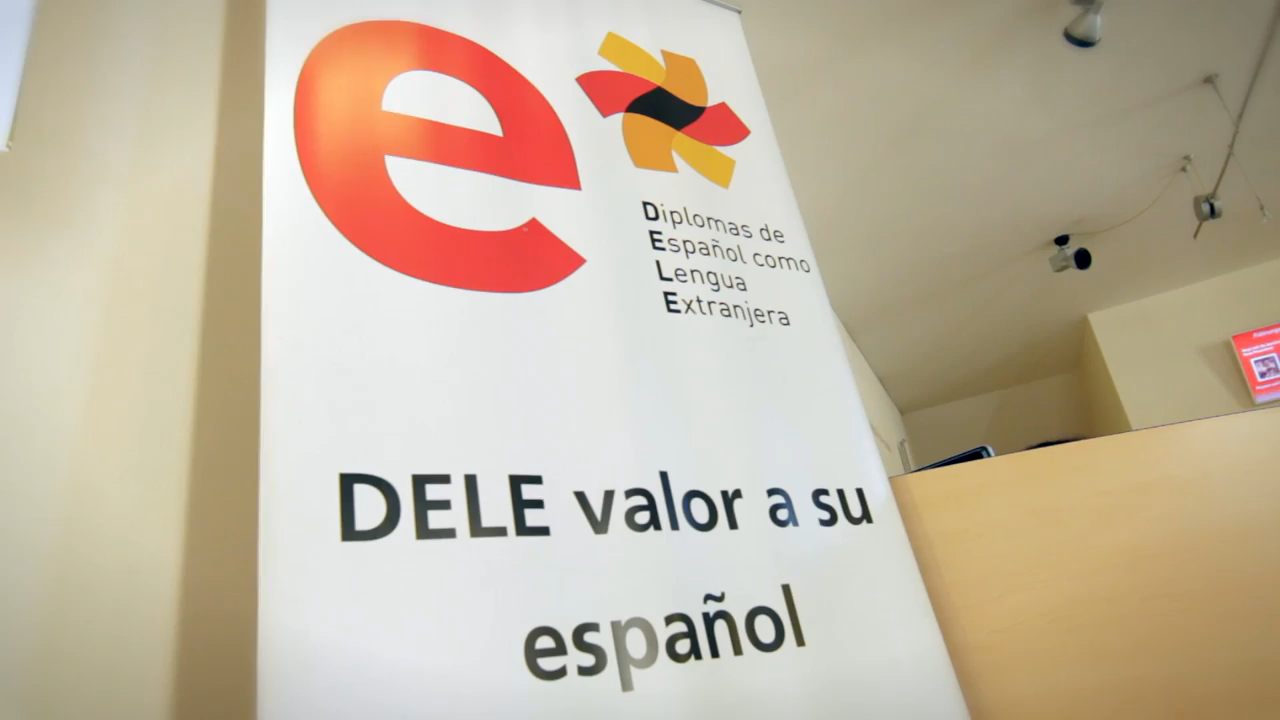 e
Diplomas de
Español como
Lengua
Extranjera
DELE valor a su
español